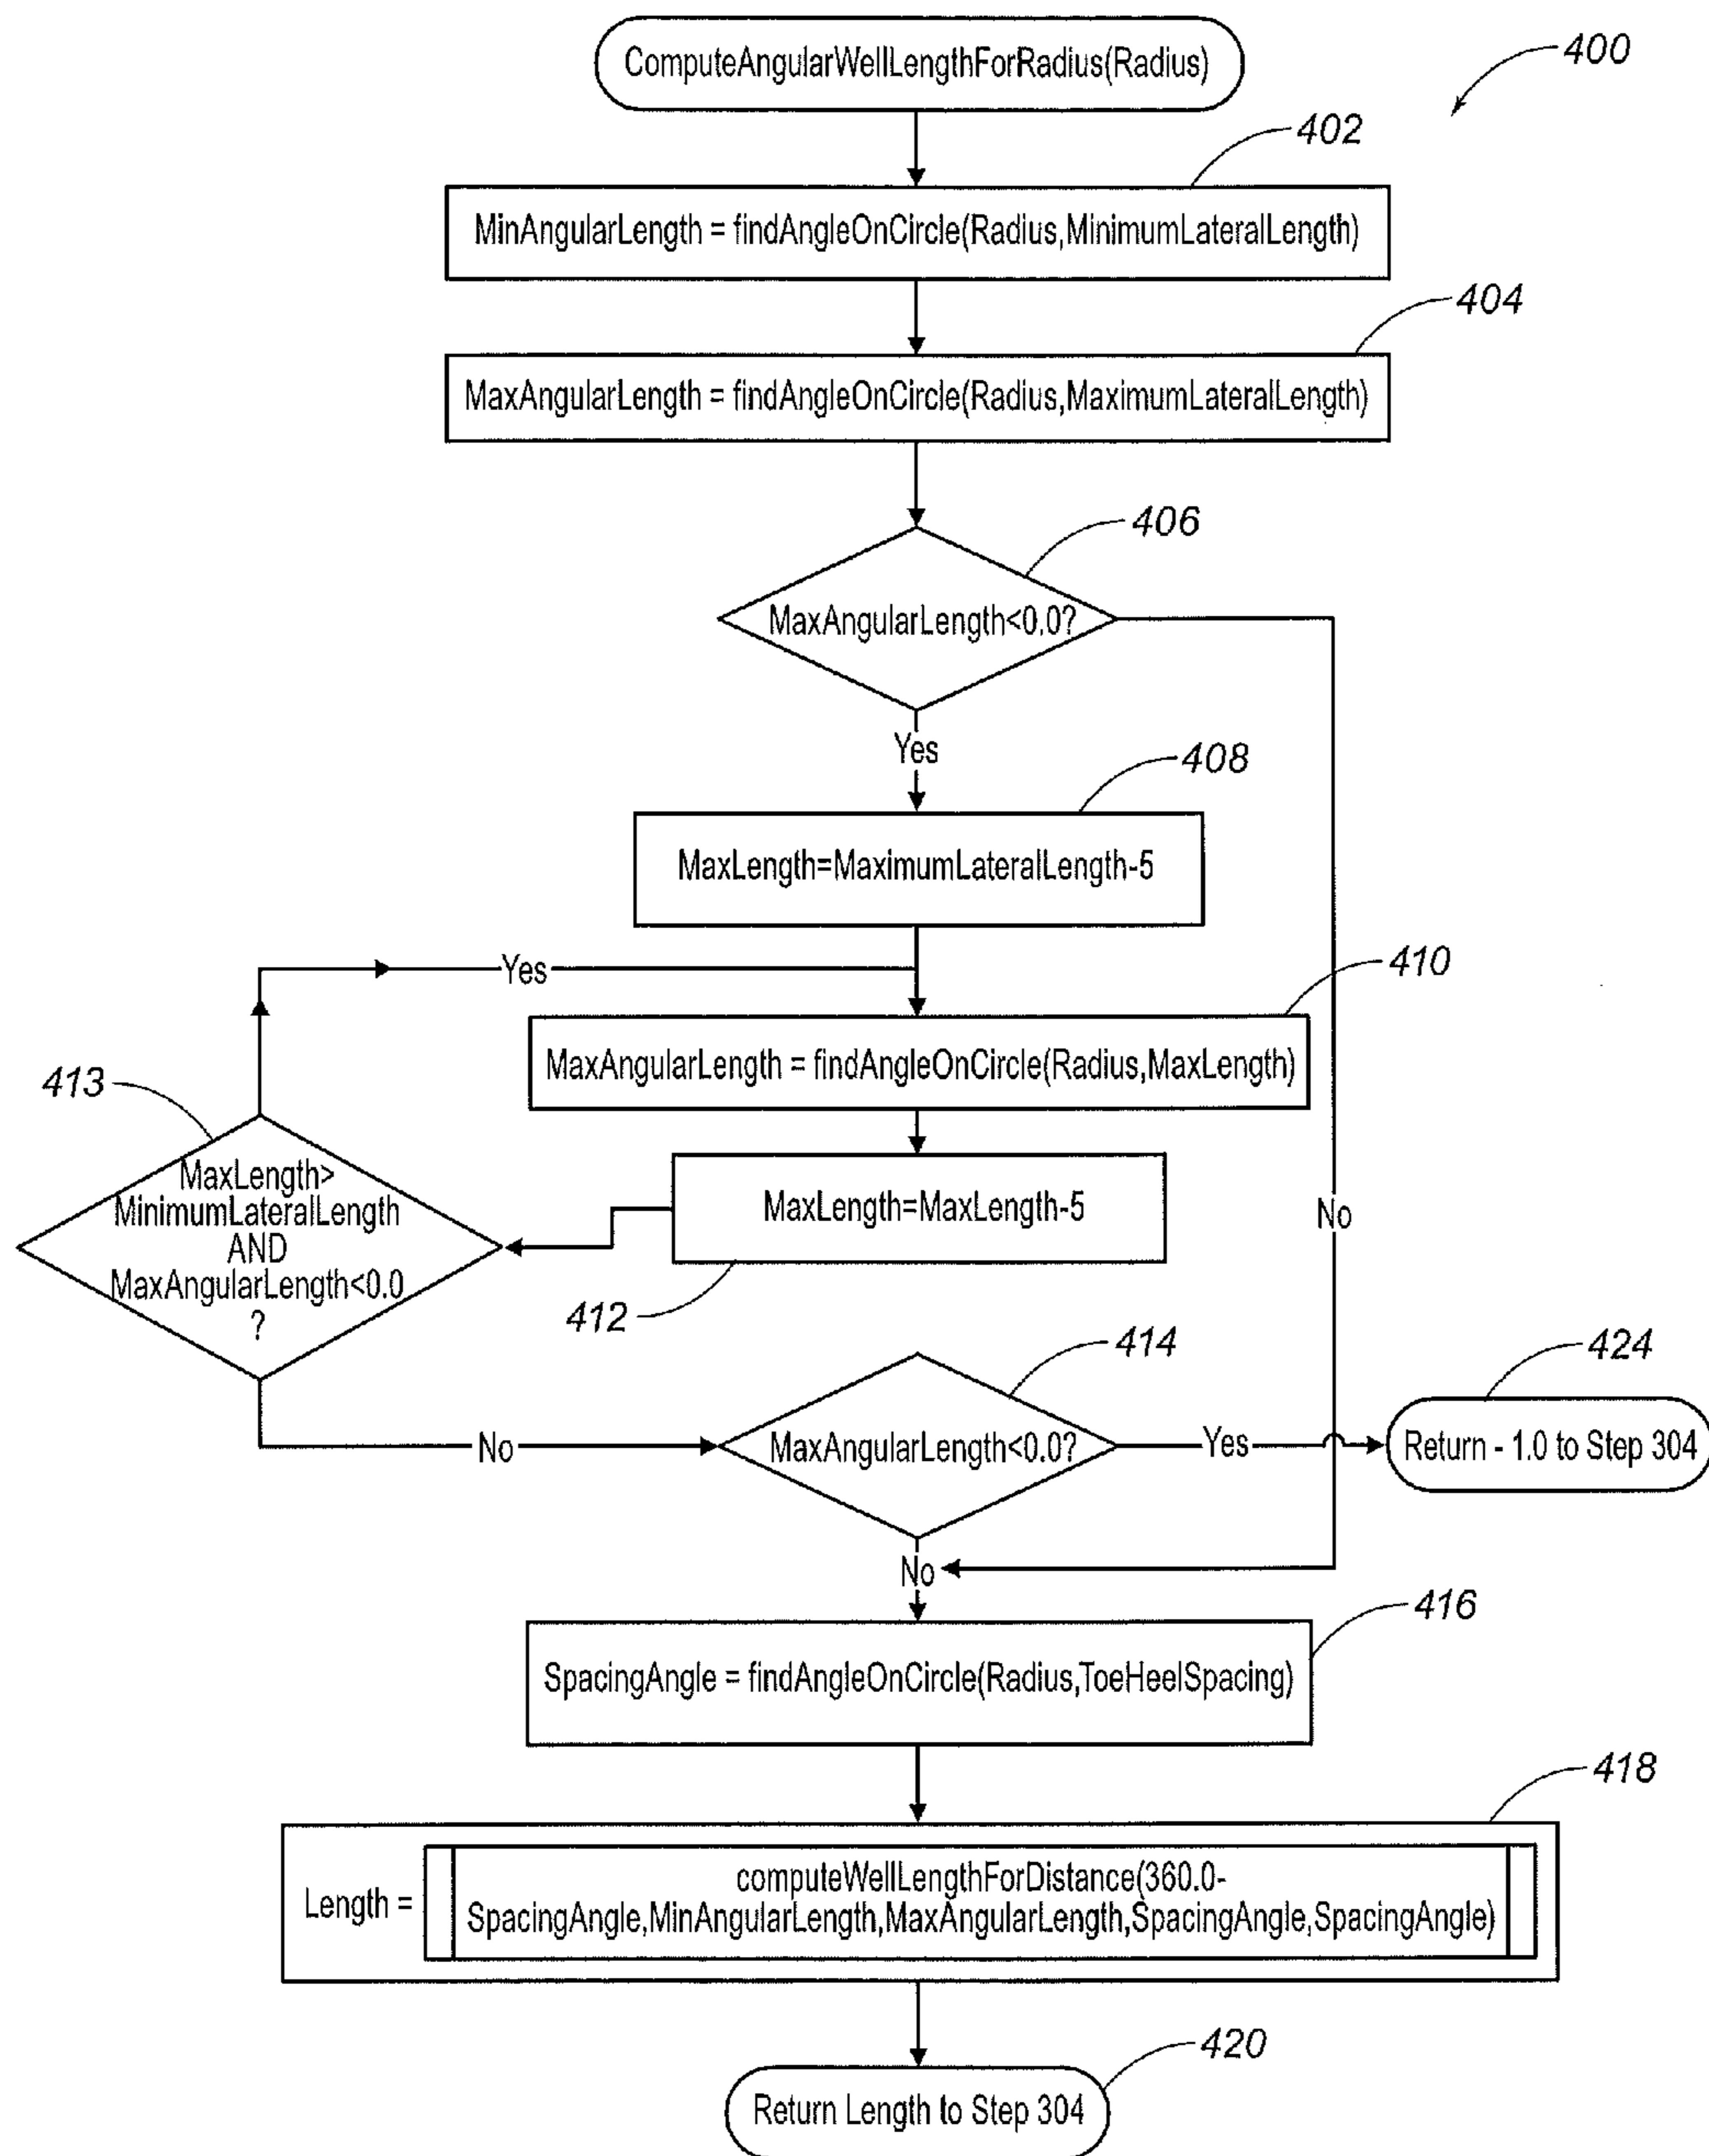 ComputeAngularWellLengthForRadius(Radius)
400
402
MinAngularLength = findAngleOnCircle(Radius,MinimumLateralLength)
404
MaxAngularLength = findAngleOnCircle(Radius,MaximumLateralLength)
406
MaxAngularLength<0.0?
Yes
408
MaxLength=MaximumLateralLength-5
Yes
410
MaxAngularLength = findAngleOnCircle(Radius,MaxLength)
413
MaxLength>
MinimumLateralLength
AND
MaxAngularLength<0.0
?
MaxLength=MaxLength-5
No
412
414
424
No
MaxAngularLength<0.0?
Yes
Return - 1.0 to Step 304
No
416
SpacingAngle = findAngleOnCircle(Radius,ToeHeelSpacing)
418
Length =
computeWellLengthForDistance(360.0-
SpacingAngle,MinAngularLength,MaxAngularLength,SpacingAngle,SpacingAngle)
420
Return Length to Step 304